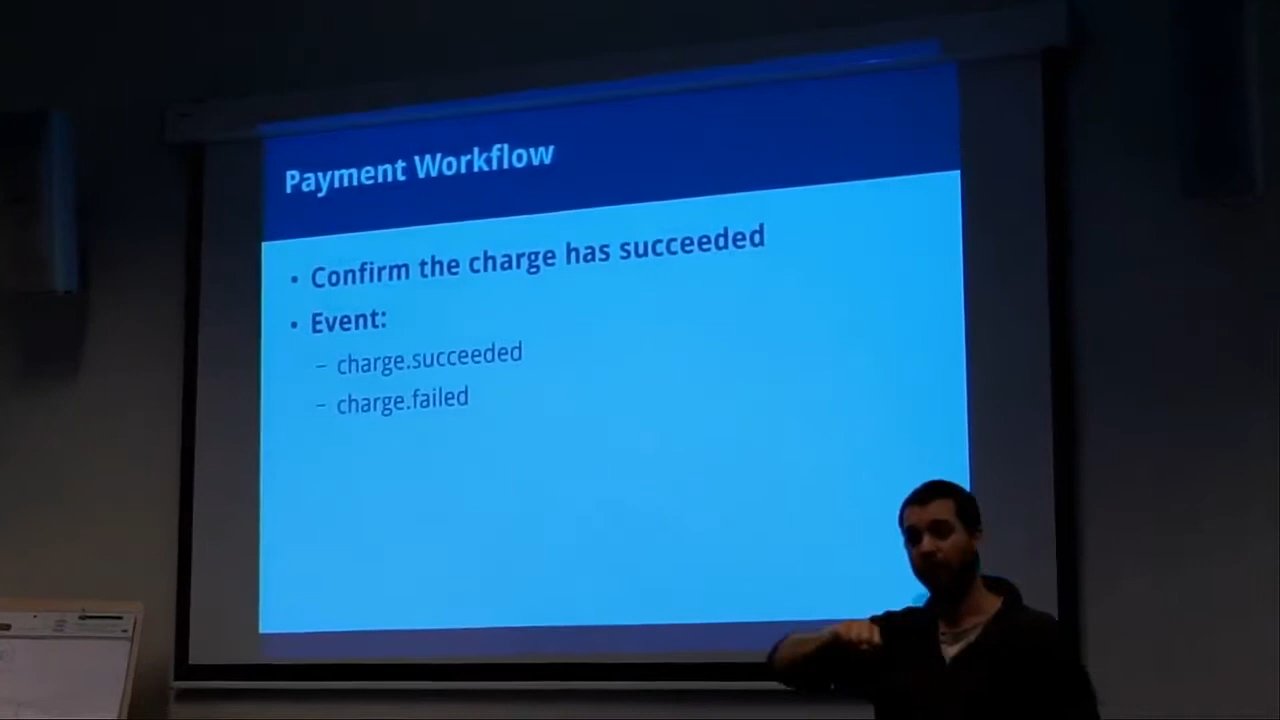 Payment Workflow
• Confirm the charge has succeeded
• Event:
– charge.succeeded
– charge.failed